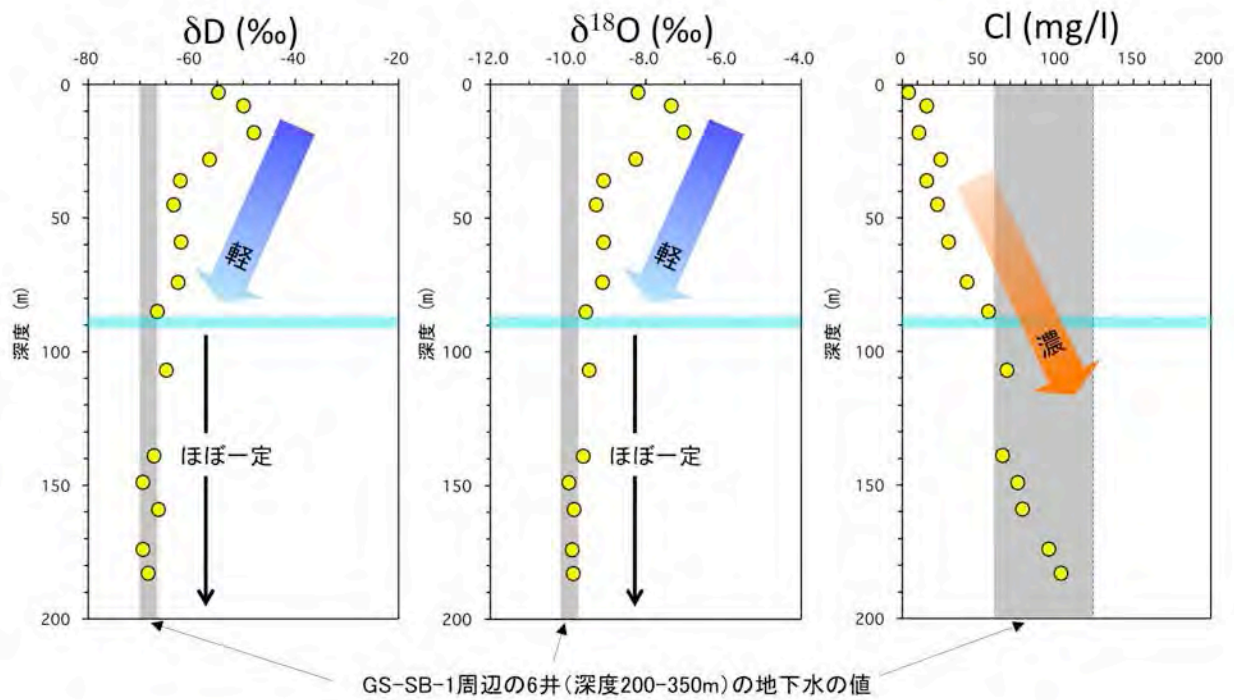 δD (‰)
-80 -60 -40 -20
0
50
100
150
200
深度 (m)
軽
ほぼ一定
δ¹⁸O (‰)
-12.0 -10.0 -8.0 -6.0 -4.0
0
50
100
150
200
深度 (m)
軽
ほぼ一定
Cl (mg/l)
0 50 100 150 200
0
50
100
150
200
深度 (m)
濃
GS-SB-1周辺の6井(深度200-350m)の地下水の値